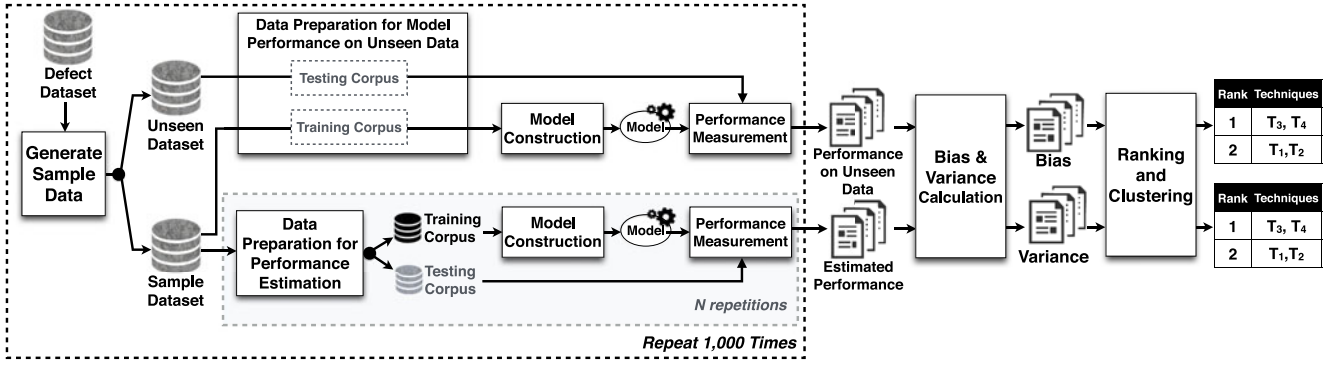 Defect
Dataset
Generate
Sample
Data
Unseen
Dataset
Sample
Dataset
Data Preparation for Model
Performance on Unseen Data
Testing Corpus
Training Corpus
Model
Construction
Model
Performance
Measurement
Data
Preparation for
Performance
Estimation
Training
Corpus
Testing
Corpus
Model
Construction
Model
Performance
Measurement
N repetitions
Repeat 1,000 Times
Performance
on Unseen
Data
Estimated
Performance
Bias &
Variance
Calculation
Bias
Variance
Ranking
and
Clustering
Rank Techniques
1 T3, T4
2 T1,T2
Rank Techniques
1 T3, T4
2 T1,T2